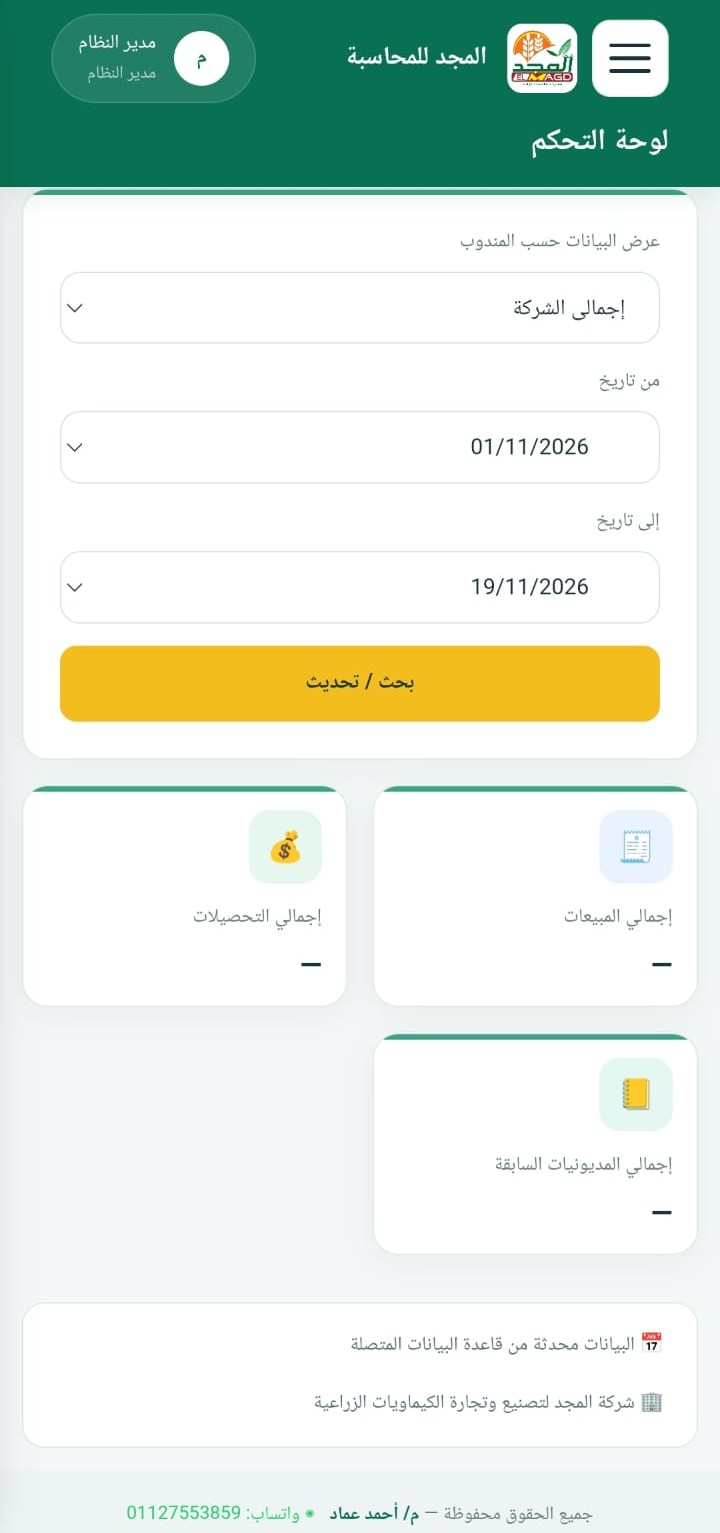 المجد للمحاسبة
المجد
ELMAGD
م
مدير النظام
مدير النظام
لوحة التحكم
عرض البيانات حسب المندوب
إجمالى الشركة
من تاريخ
01/11/2026
إلى تاريخ
19/11/2026
بحث / تحديث
إجمالي المبيعات
—
إجمالي التحصيلات
—
إجمالي المديونيات السابقة
—
📅 البيانات محدثة من قاعدة البيانات المتصلة
🏢 شركة المجد لتصنيع وتجارة الكيماويات الزراعية
جميع الحقوق محفوظة — م/ أحمد عماد • واتساب: 01127553859